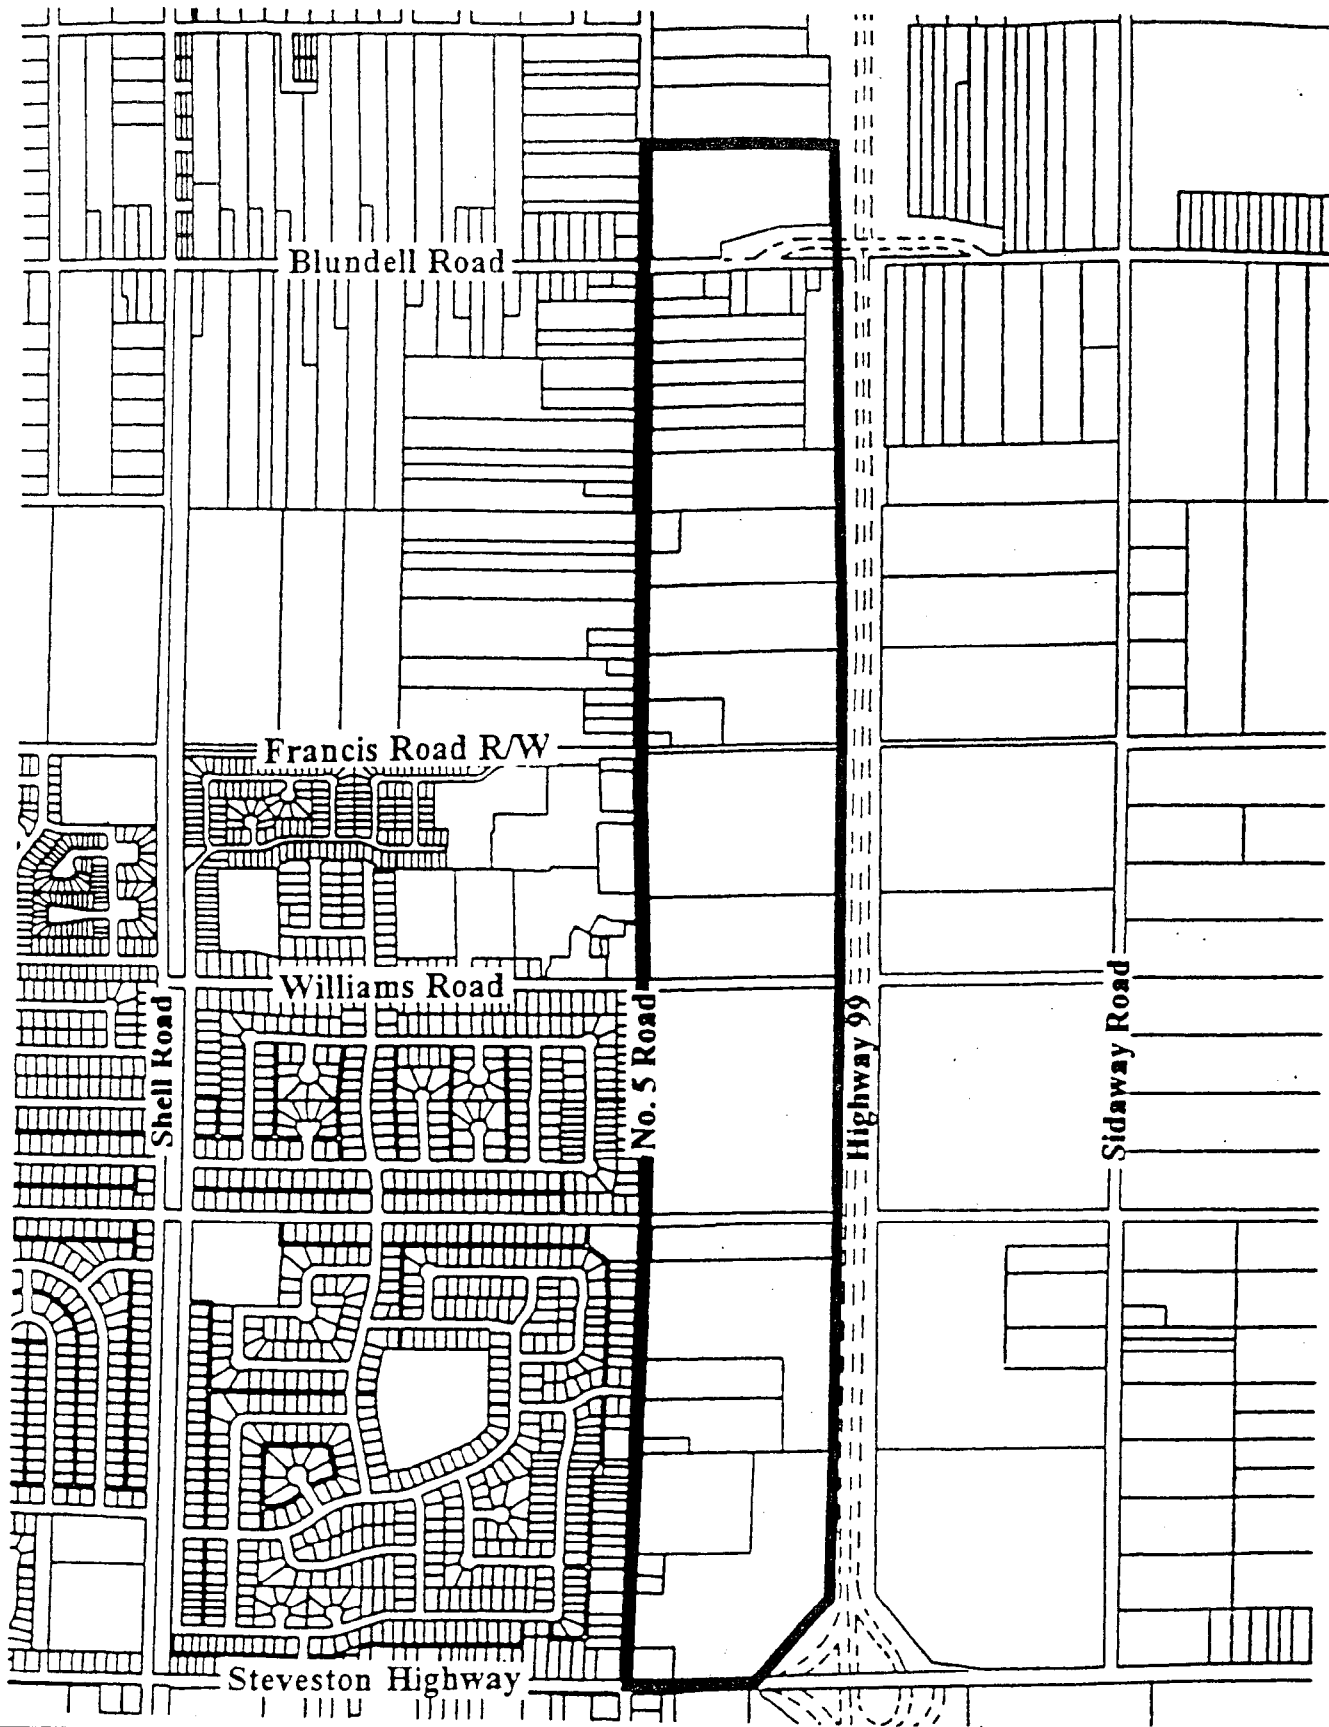 Blundell Road
Francis Road R/W
Williams Road
Shell Road
No. 5 Road
Highway 99
Sidaway Road
Steveston Highway